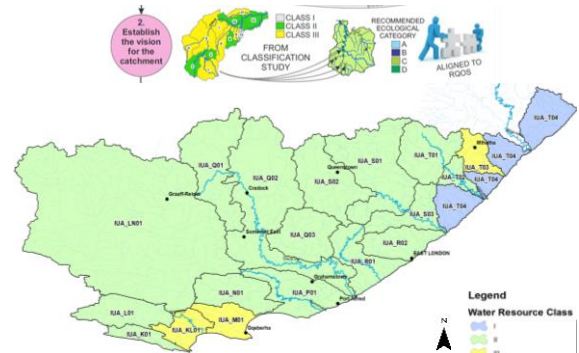 2.
Establish
the vision
for the
catchment
CLASS I
CLASS II
CLASS III
FROM
CLASSIFICATION
STUDY
RECOMMENDED
ECOLOGICAL
CATEGORY
A
B
C
D
ALIGNED TO
RQOS
IUA_T04
Mthatha
IUA_T01
IUA_T04
IUA_T03
IUA_Q01
IUA_Q02
IUA_S01
Queenstown
IUA_S02
IUA_T02
IUA_T04
Graaff-Reinet
Cradock
IUA_T04
IUA_LN01
IUA_S03
Somerset East
IUA_Q03
IUA_R02
EAST LONDON
IUA_R01
Grahamstown
IUA_N01
IUA_P01
Port Alfred
IUA_L01
IUA_M01
IUA_KL01
Gqeberha
IUA_K01
N
Legend
Water Resource Class
I
II
III